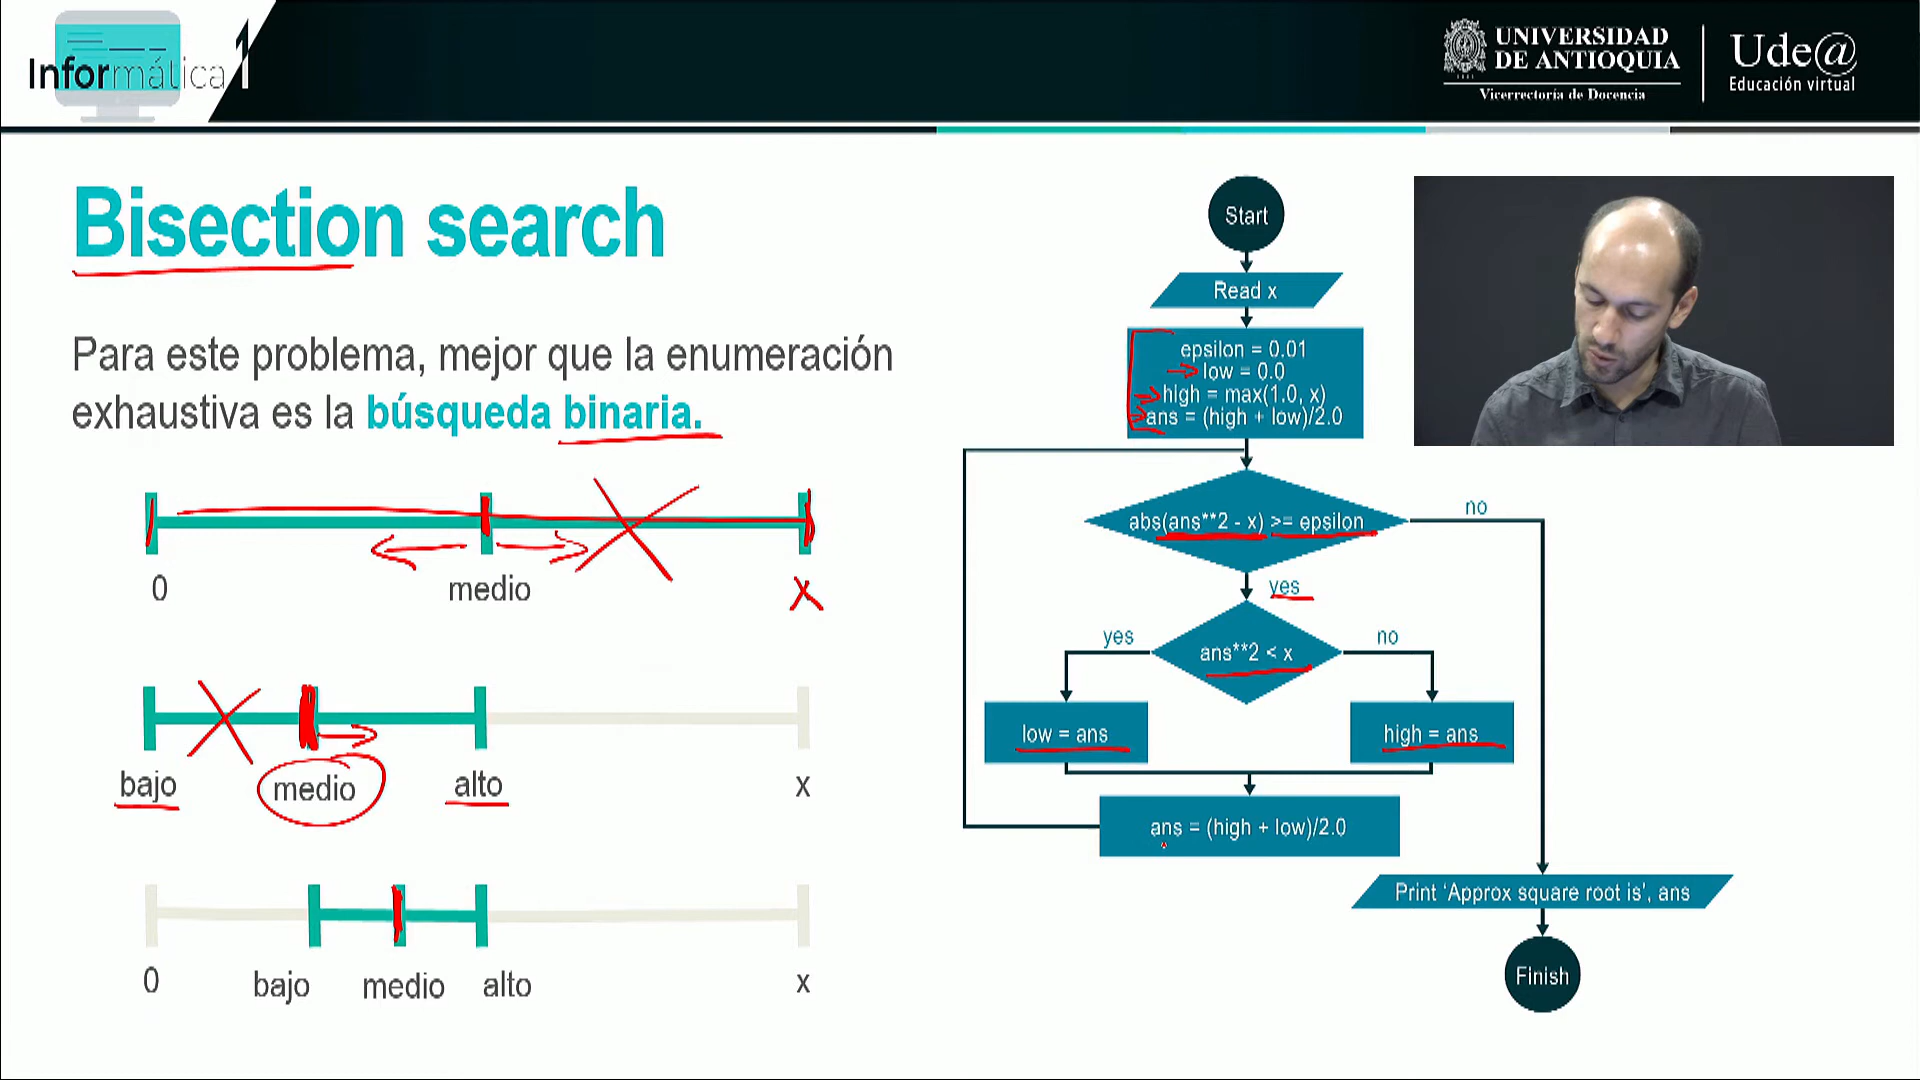 Informática 1
UNIVERSIDAD
DE ANTIOQUIA
Vicerrectoría de Docencia
Ude@
Educación virtual
Bisection search
Para este problema, mejor que la enumeración
exhaustiva es la búsqueda binaria.
0 medio x
bajo medio alto x
0 bajo medio alto x
Start
Read x
epsilon = 0.01
low = 0.0
high = max(1.0, x)
ans = (high + low)/2.0
abs(ans**2 - x) >= epsilon
no
yes
ans**2 < x
yes
no
low = ans
high = ans
ans = (high + low)/2.0
Print ‘Approx square root is’, ans
Finish